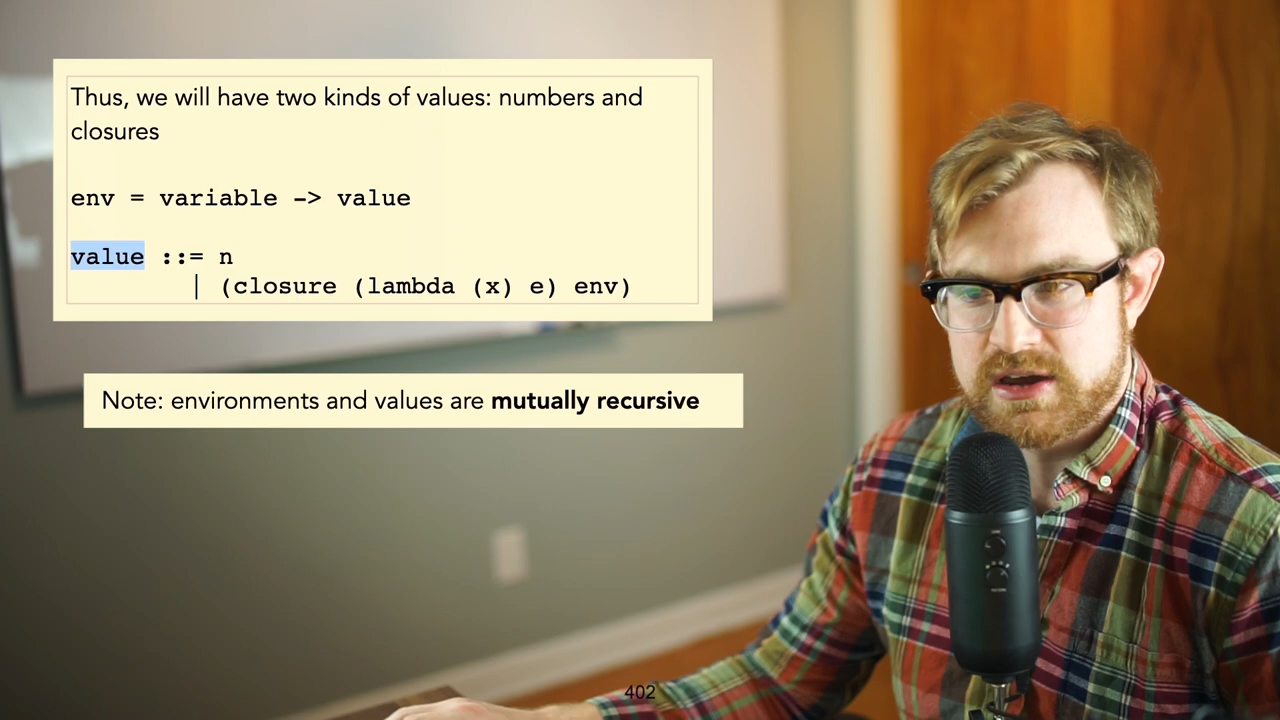 Thus, we will have two kinds of values: numbers and
closures
env = variable -> value
value ::= n
| (closure (lambda (x) e) env)
Note: environments and values are mutually recursive
402